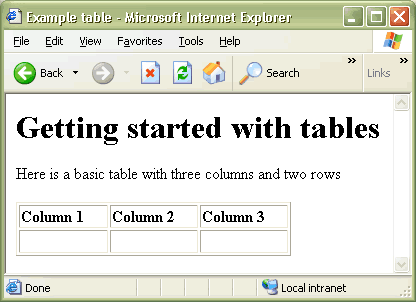 Example table - Microsoft Internet Explorer
File Edit View Favorites Tools Help
Back Search Links
Getting started with tables
Here is a basic table with three columns and two rows
Column 1 Column 2 Column 3
Done Local intranet